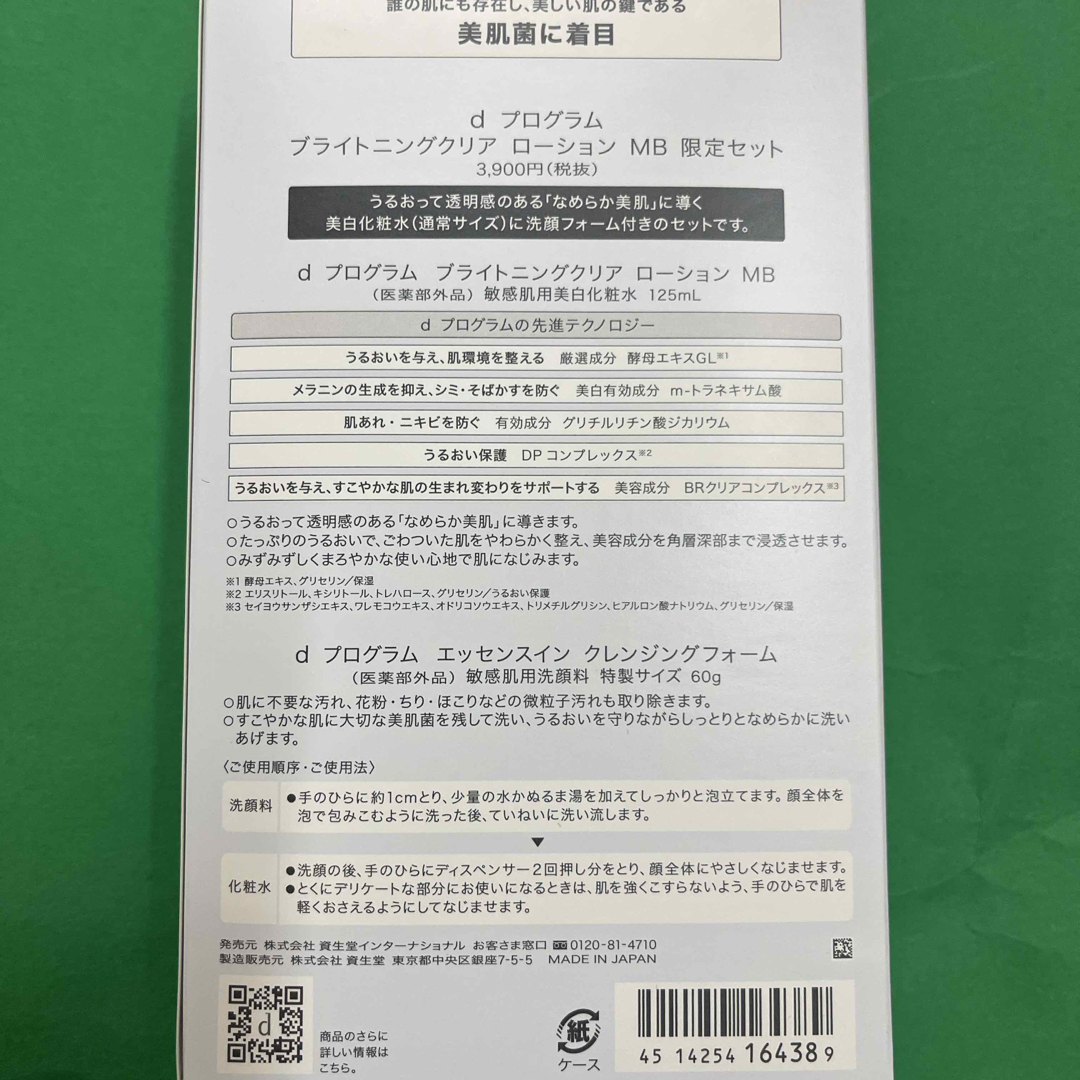 誰の肌にも存在し、美しい肌の鍵である
美肌菌に着目
d プログラム
ブライトニングクリア ローション MB 限定セット
3,900円(税抜)
うるおって透明感のある「なめらか美肌」に導く
美白化粧水(通常サイズ)に洗顔フォーム付きのセットです。
d プログラム ブライトニングクリア ローション MB
(医薬部外品) 敏感肌用美白化粧水 125mL
d プログラムの先進テクノロジー
うるおいを与え、肌環境を整える 厳選成分 酵母エキスGL※1
メラニンの生成を抑え、シミ・そばかすを防ぐ 美白有効成分 m-トラネキサム酸
肌あれ・ニキビを防ぐ 有効成分 グリチルリチン酸ジカリウム
うるおい保護 DPコンプレックス※2
うるおいを与え、すこやかな肌の生まれ変わりをサポートする 美容成分 BRクリアコンプレックス※3
○うるおって透明感のある「なめらか美肌」に導きます。
○たっぷりのうるおいで、ごわついた肌をやわらかく整え、美容成分を角層深部まで浸透させます。
○みずみずしくまろやかな使い心地で肌になじみます。
※1 酵母エキス、グリセリン/保湿
※2 エリスリトール、キシリトール、トレハロース、グリセリン/うるおい保護
※3 セイヨウサンザシエキス、ワレモコウエキス、オドリコソウエキス、トリメチルグリシン、ヒアルロン酸ナトリウム、グリセリン/保湿
d プログラム エッセンスイン クレンジングフォーム
(医薬部外品) 敏感肌用洗顔料 特製サイズ 60g
○肌に不要な汚れ、花粉・ちり・ほこりなどの微粒子汚れも取り除きます。
○すこやかな肌に大切な美肌菌を残して洗い、うるおいを守りながらしっとりとなめらかに洗い
あげます。
〈ご使用順序・ご使用法〉
洗顔料 ●手のひらに約1cmとり、少量の水かぬるま湯を加えてしっかりと泡立てます。顔全体を
泡で包みこむように洗った後、ていねいに洗い流します。
▼
化粧水 ●洗顔の後、手のひらにディスペンサー2回押し分をとり、顔全体にやさしくなじませます。
●とくにデリケートな部分にお使いになるときは、肌を強くこすらないよう、手のひらで肌を
軽くおさえるようにしてなじませます。
発売元 株式会社 資生堂インターナショナル お客さま窓口 0120-81-4710
製造販売元 株式会社 資生堂 東京都中央区銀座7-5-5 MADE IN JAPAN
d
商品のさらに
詳しい情報は
こちら。
紙
ケース
45 14254 164389